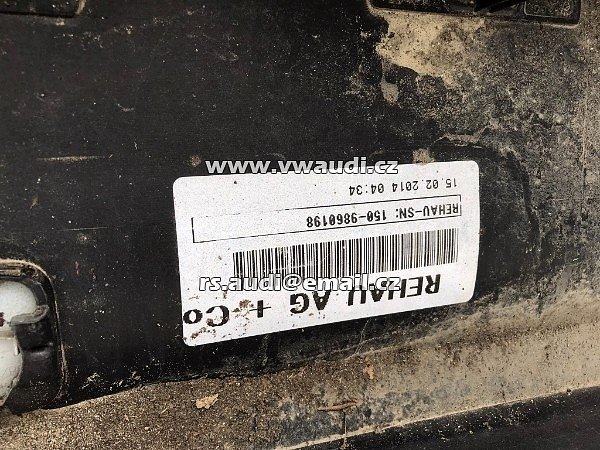 REHAU AG + Co
REHAU-SN: 150-9860198
15.02.2014 04:34
www.vwaudi.cz
rs.audi@email.cz